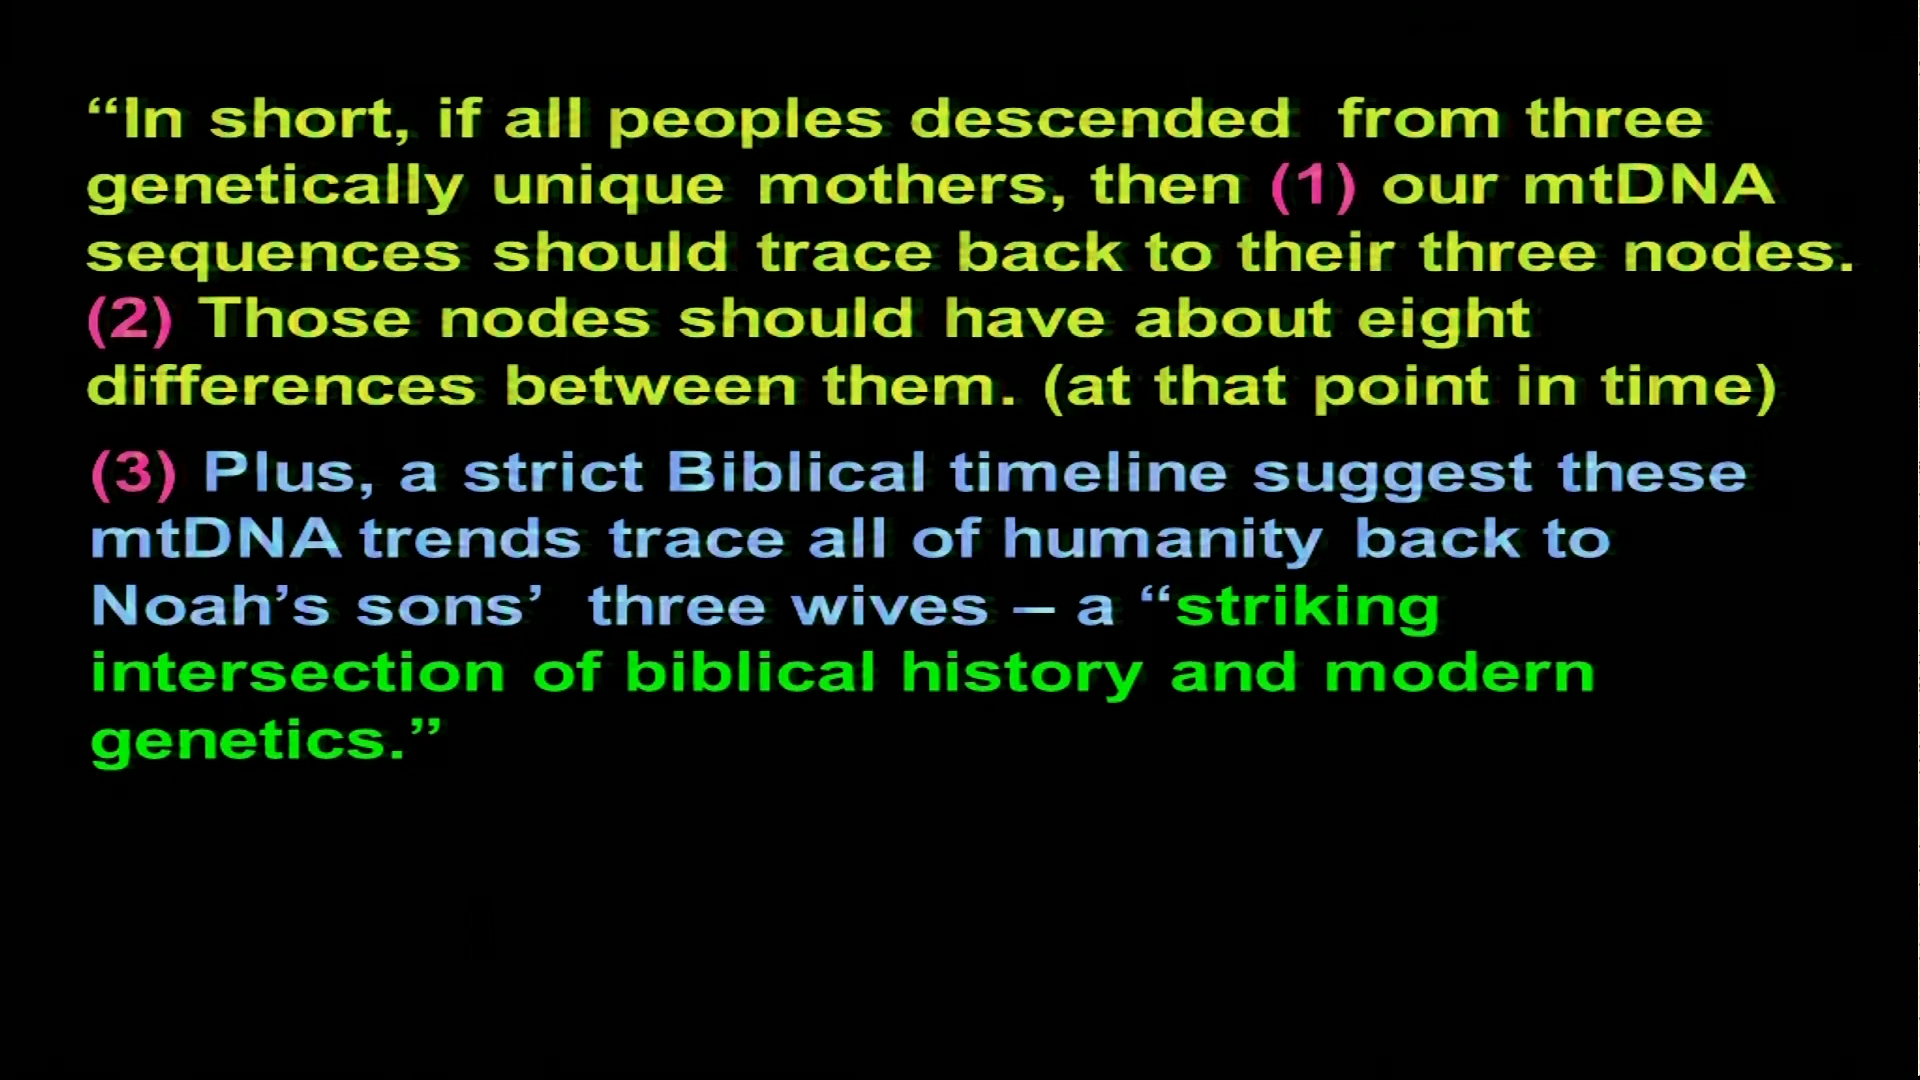 “In short, if all peoples descended from three
genetically unique mothers, then (1) our mtDNA
sequences should trace back to their three nodes.
(2) Those nodes should have about eight
differences between them. (at that point in time)
(3) Plus, a strict Biblical timeline suggest these
mtDNA trends trace all of humanity back to
Noah’s sons’ three wives – a “striking
intersection of biblical history and modern
genetics.”